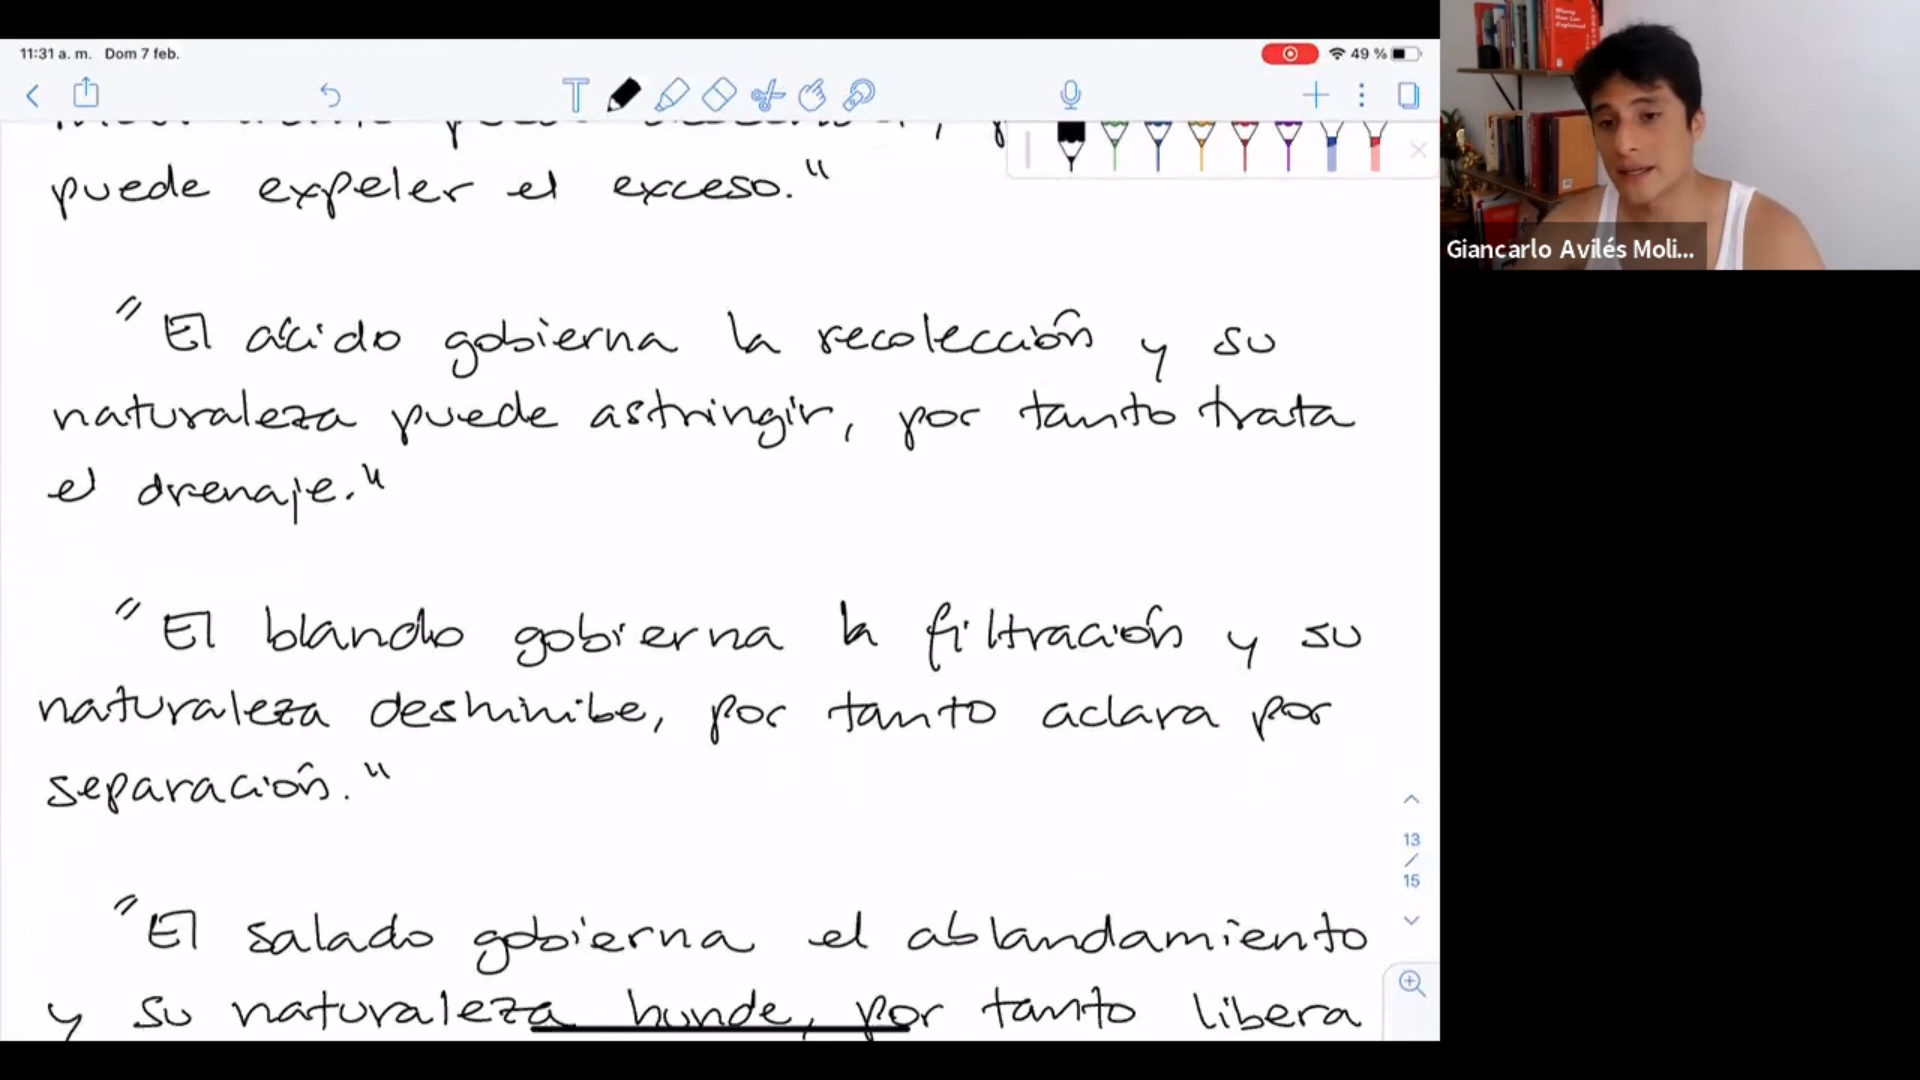 11:31 a. m. Dom 7 feb.
49 %
puede expeler el exceso."
"El ácido gobierna la recolección y su
naturaleza puede astringir, por tanto trata
el drenaje."
"El blando gobierna la filtración y su
naturaleza deshinibe, por tanto aclara por
separación."
"El salado gobierna el ablandamiento
y su naturaleza hunde, por tanto libera
13
/
15
Giancarlo Avilés Moli...